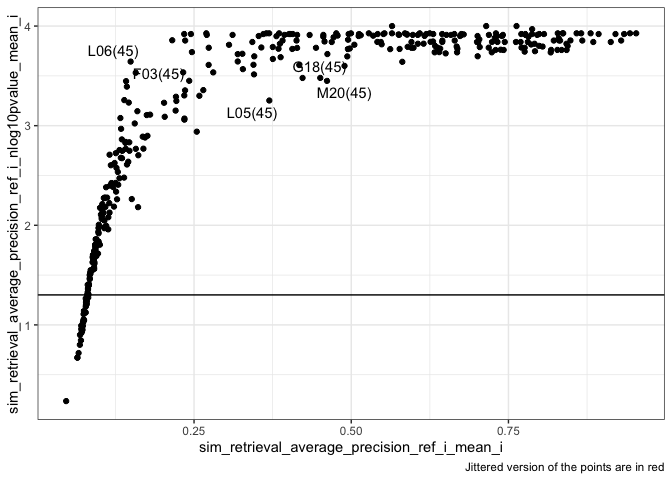 sim_retrieval_average_precision_ref_i_nlog10pvalue_mean_i
4
3
2
1
L06(45)
F03(45)
G18(45)
M20(45)
L05(45)
0.25
0.50
0.75
sim_retrieval_average_precision_ref_i_mean_i
Jittered version of the points are in red